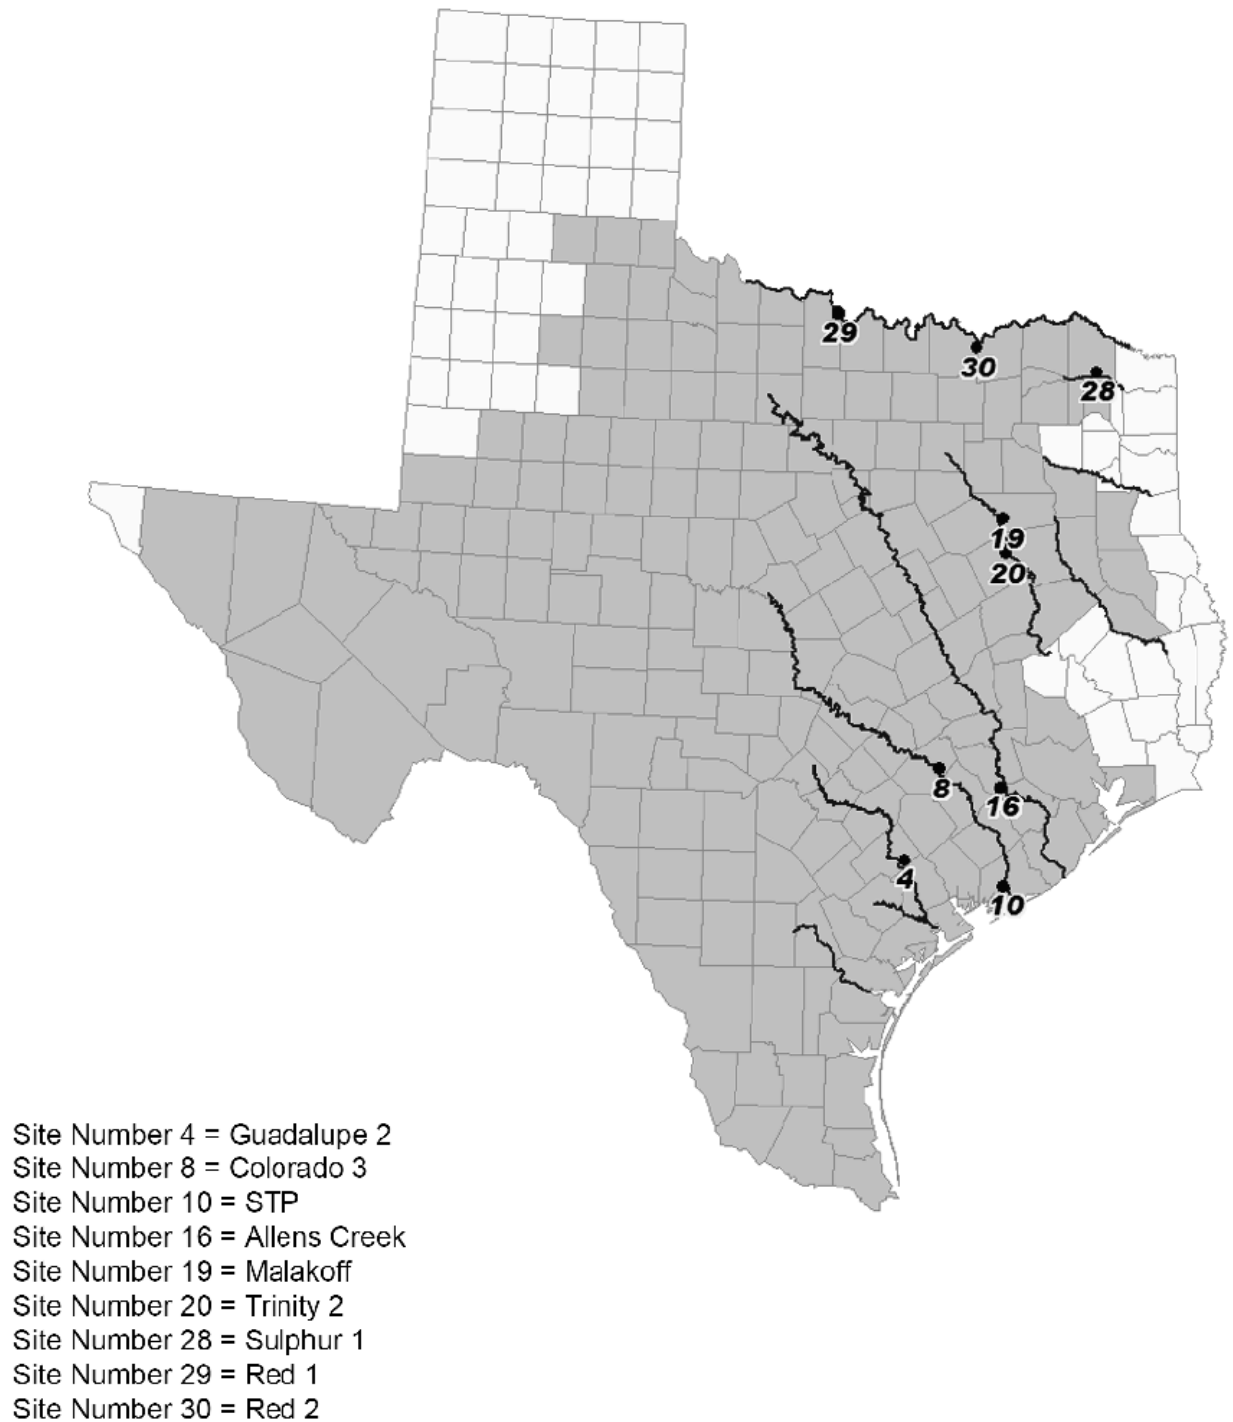 29
30
28
19
20
8
16
4
10
Site Number 4 = Guadalupe 2
Site Number 8 = Colorado 3
Site Number 10 = STP
Site Number 16 = Allens Creek
Site Number 19 = Malakoff
Site Number 20 = Trinity 2
Site Number 28 = Sulphur 1
Site Number 29 = Red 1
Site Number 30 = Red 2